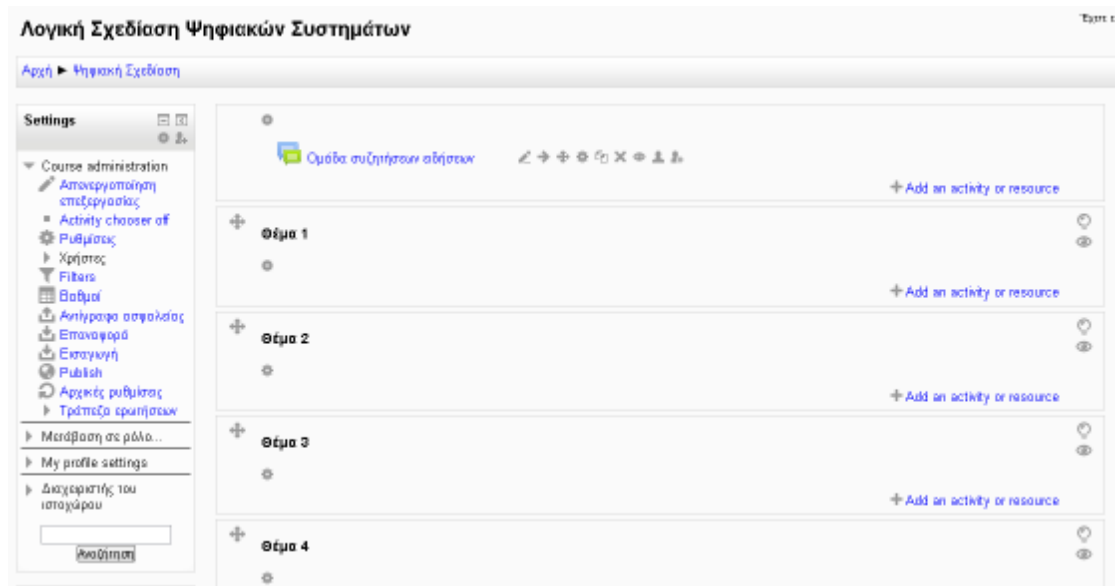 Λογική Σχεδίαση Ψηφιακών Συστημάτων
Έχετε ε
Αρχή ► Ψηφιακή Σχεδίαση
Settings
Course administration
Απενεργοποίηση
επεξεργασίας
Activity chooser off
Ρυθμίσεις
Χρήστες
Filters
Βαθμοί
Αντίγραφα ασφαλείας
Επαναφορά
Εισαγωγή
Publish
Αρχικές ρυθμίσεις
Τράπεζα ερωτήσεων
Μετάβαση σε ρόλο...
My profile settings
Διαχειριστής του
ιστοχώρου
Αναζήτηση
Ομάδα συζητήσεων ειδήσεων
Add an activity or resource
Θέμα 1
Add an activity or resource
Θέμα 2
Add an activity or resource
Θέμα 3
Add an activity or resource
Θέμα 4